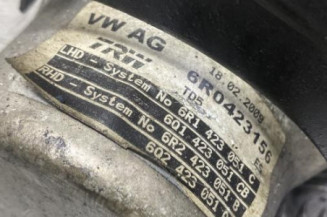 VW AG
18.02.2009
TRW
6R0423156
TDS
LHD - System No 6R1 423 051 C
601 423 051 CB
RHD - System No 6R2 423 051 B
602 423 051